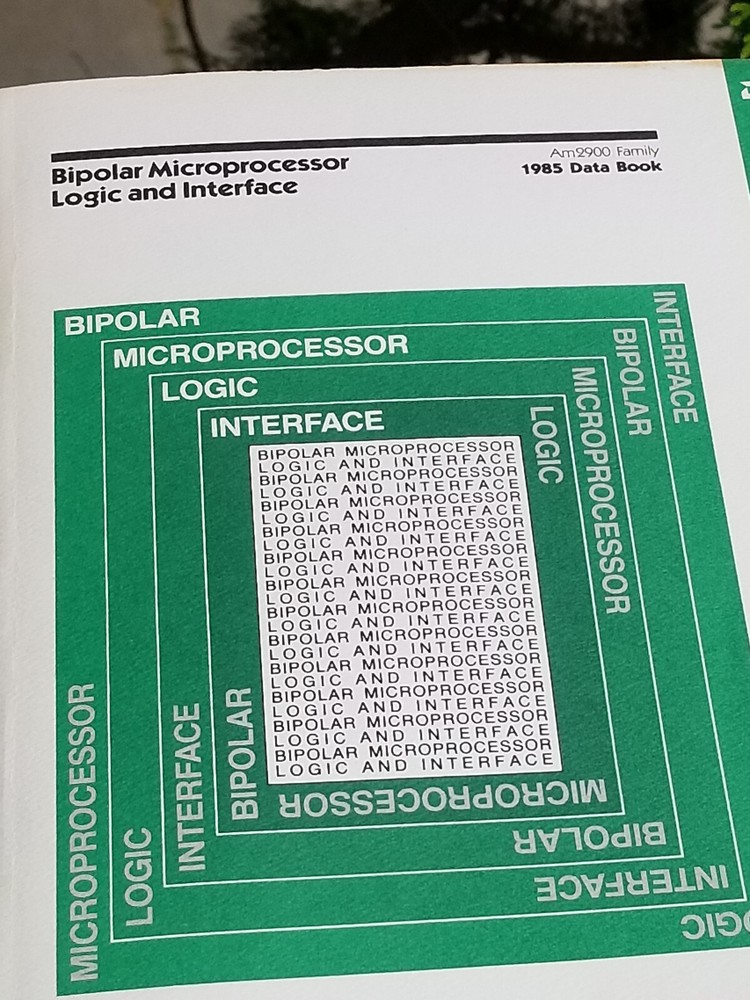 Bipolar Microprocessor
Logic and Interface
Am2900 Family
1985 Data Book
BIPOLAR
MICROPROCESSOR
LOGIC
INTERFACE
INTERFACE
BIPOLAR
MICROPROCESSOR
LOGIC
BIPOLAR MICROPROCESSOR
LOGIC AND INTERFACE
BIPOLAR MICROPROCESSOR
LOGIC AND INTERFACE
BIPOLAR MICROPROCESSOR
LOGIC AND INTERFACE
BIPOLAR MICROPROCESSOR
LOGIC AND INTERFACE
BIPOLAR MICROPROCESSOR
LOGIC AND INTERFACE
BIPOLAR MICROPROCESSOR
LOGIC AND INTERFACE
BIPOLAR MICROPROCESSOR
LOGIC AND INTERFACE
BIPOLAR MICROPROCESSOR
LOGIC AND INTERFACE
BIPOLAR MICROPROCESSOR
LOGIC AND INTERFACE
BIPOLAR MICROPROCESSOR
LOGIC AND INTERFACE
BIPOLAR MICROPROCESSOR
LOGIC AND INTERFACE
BIPOLAR MICROPROCESSOR
LOGIC AND INTERFACE
MICROPROCESSOR
LOGIC
INTERFACE
BIPOLAR
MICROPROCESSOR
BIPOLAR
INTERFACE
OGIC